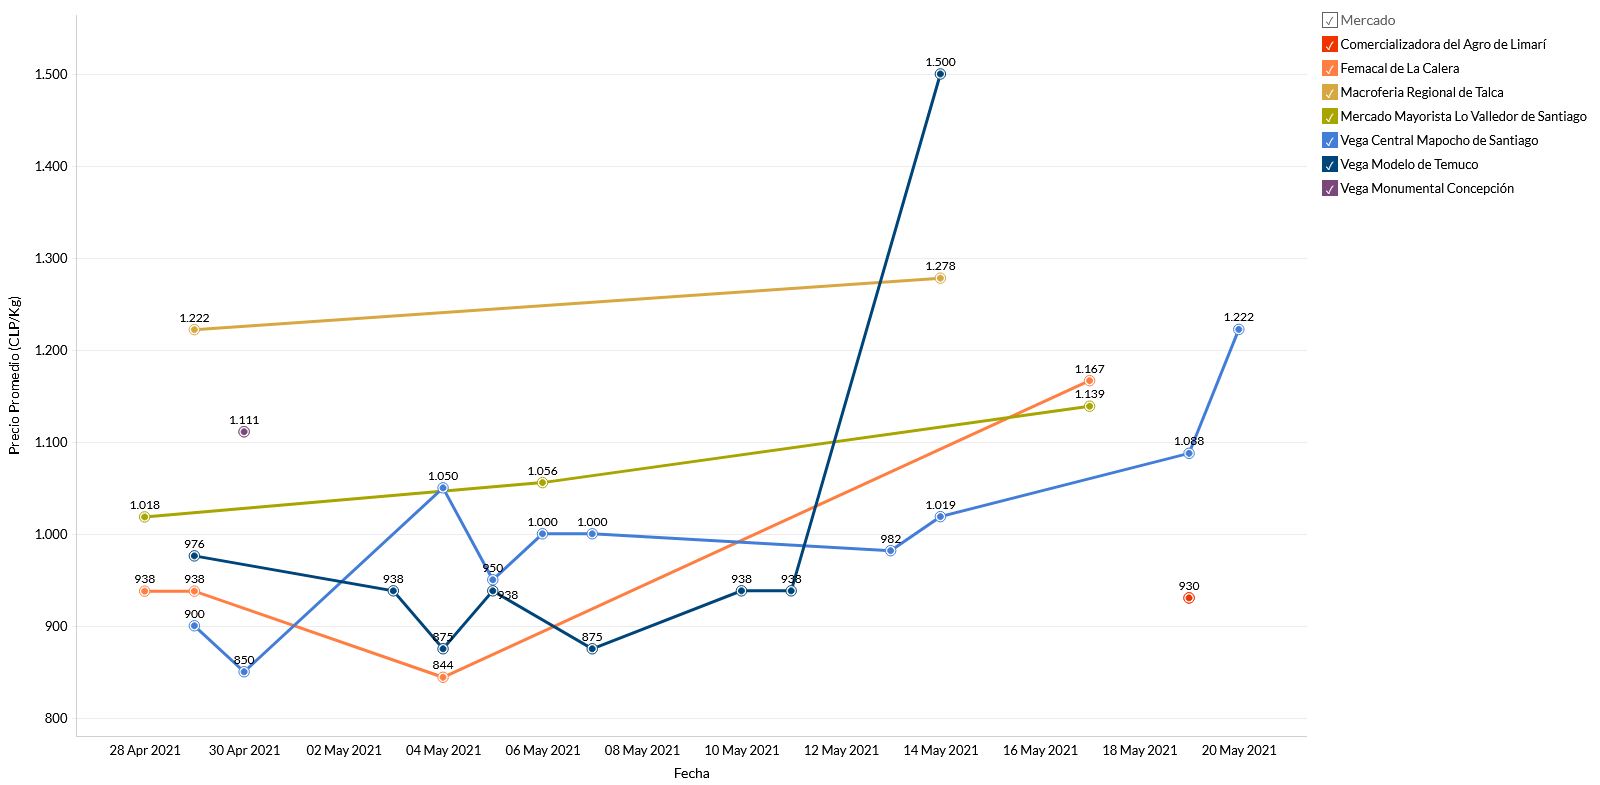 Mercado
Comercializadora del Agro de Limarí
Femacal de La Calera
Macroferia Regional de Talca
Mercado Mayorista Lo Valledor de Santiago
Vega Central Mapocho de Santiago
Vega Modelo de Temuco
Vega Monumental Concepción
Precio Promedio (CLP/Kg)
1.500
1.400
1.300
1.200
1.100
1.000
900
800
1.500
1.278
1.222
1.222
1.167
1.139
1.111
1.088
1.050
1.056
1.018
1.019
1.000
1.000
976
982
950
938
938
938
938
938
938
930
900
875
875
850
844
28 Apr 2021
30 Apr 2021
02 May 2021
04 May 2021
06 May 2021
08 May 2021
10 May 2021
12 May 2021
14 May 2021
16 May 2021
18 May 2021
20 May 2021
Fecha